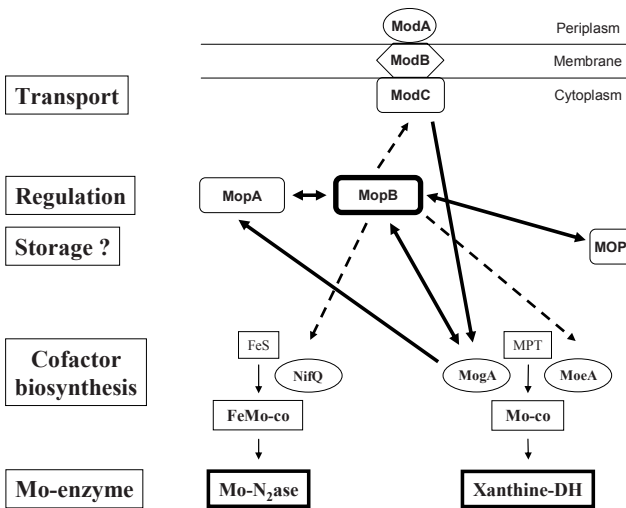 ModA
Periplasm
ModB
Membrane
Transport
ModC
Cytoplasm
Regulation
MopA
MopB
Storage ?
MOP
Cofactor
biosynthesis
FeS
MPT
NifQ
MogA
MoeA
FeMo-co
Mo-co
Mo-enzyme
Mo-N₂ase
Xanthine-DH